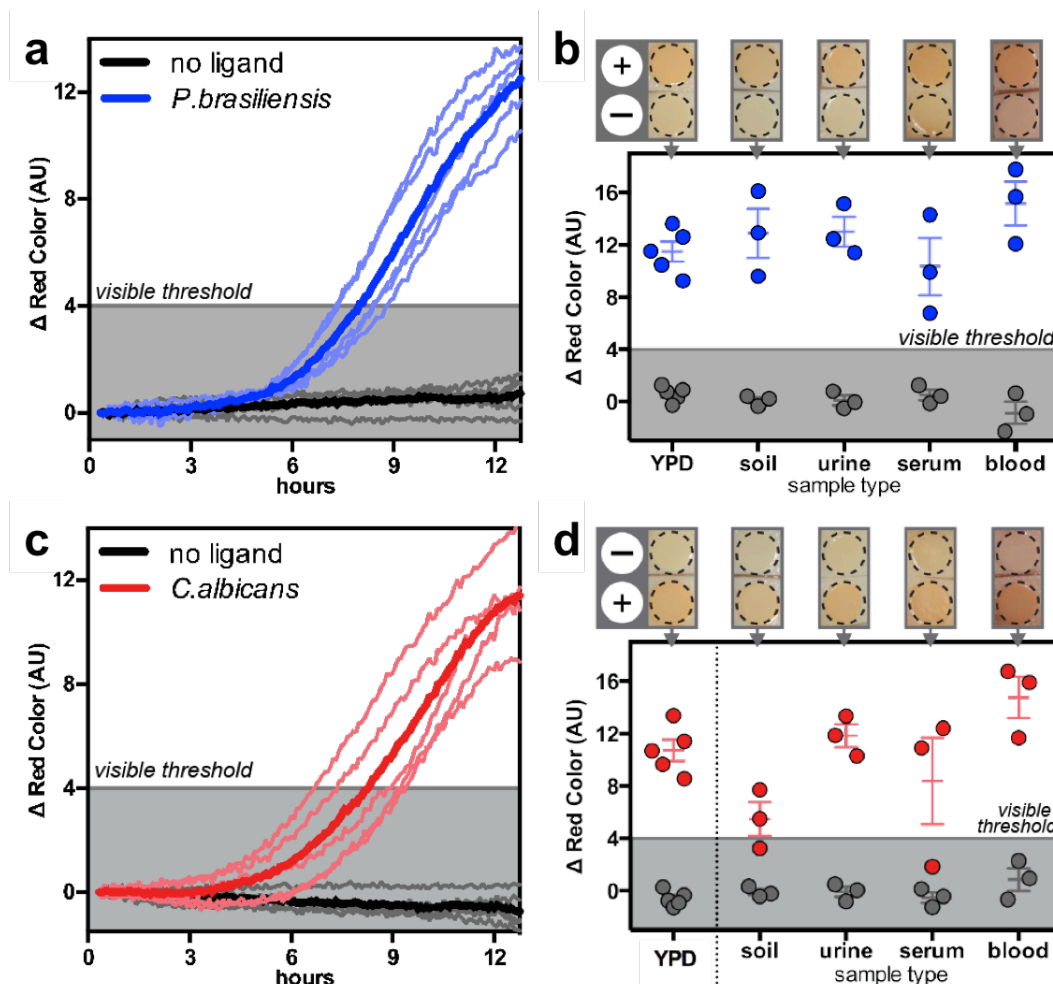 a
no ligand
P.brasiliensis
Δ Red Color (AU)
12
8
4
0
visible threshold
0 3 6 9 12
hours
b
+
−
Δ Red Color (AU)
16
12
8
4
0
visible threshold
YPD soil urine serum blood
sample type
c
no ligand
C.albicans
Δ Red Color (AU)
12
8
4
0
visible threshold
0 3 6 9 12
hours
d
−
+
Δ Red Color (AU)
16
12
8
4
0
visible
threshold
YPD soil urine serum blood
sample type